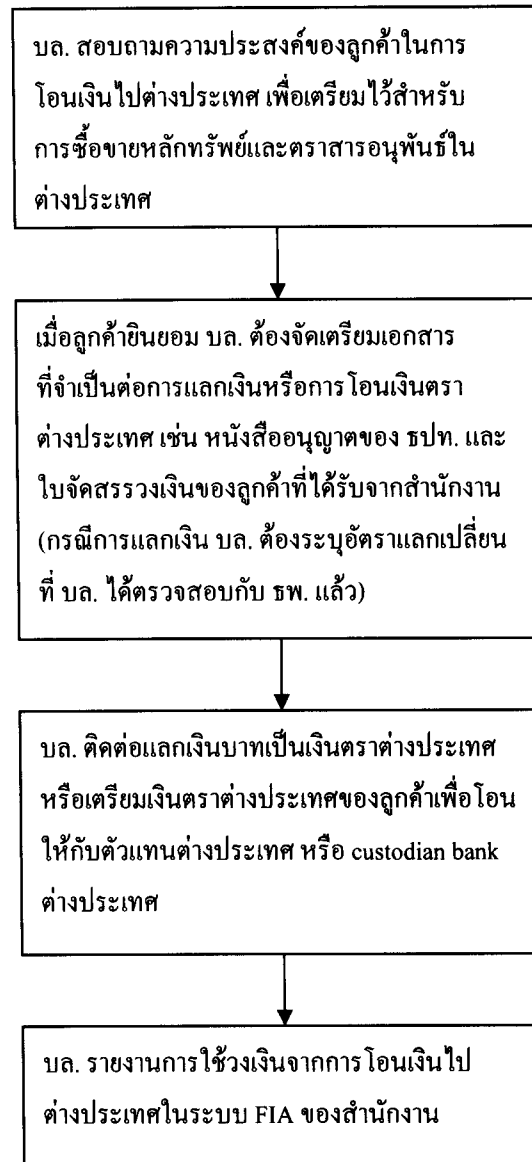 บล. สอบถามความประสงค์ของลูกค้าในการ
โอนเงินไปต่างประเทศ เพื่อเตรียมไว้สำหรับ
การซื้อขายหลักทรัพย์และตราสารอนุพันธ์ใน
ต่างประเทศ
เมื่อลูกค้ายินยอม บล. ต้องจัดเตรียมเอกสาร
ที่จำเป็นต่อการแลกเงินหรือการโอนเงินตรา
ต่างประเทศ เช่น หนังสืออนุญาตของ ธปท. และ
ใบจัดสรรวงเงินของลูกค้าที่ได้รับจากสำนักงาน
(กรณีการแลกเงิน บล. ต้องระบุอัตราแลกเปลี่ยน
ที่ บล. ได้ตรวจสอบกับ ธพ. แล้ว)
บล. ติดต่อแลกเงินบาทเป็นเงินตราต่างประเทศ
หรือเตรียมเงินตราต่างประเทศของลูกค้าเพื่อโอน
ให้กับตัวแทนต่างประเทศ หรือ custodian bank
ต่างประเทศ
บล. รายงานการใช้วงเงินจากการโอนเงินไป
ต่างประเทศในระบบ FIA ของสำนักงาน